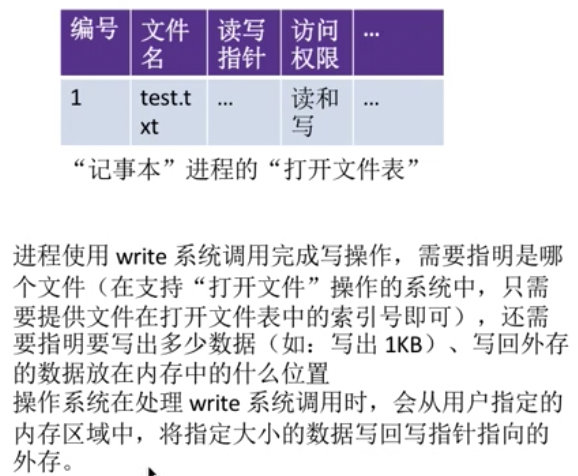 编号 文件名 读写指针 访问权限 ...
1 test.txt ... 读和写 ...
“记事本”进程的“打开文件表”
进程使用 write 系统调用完成写操作，需要指明是哪
个文件（在支持“打开文件”操作的系统中，只需
要提供文件在打开文件表中的索引号即可），还需
要指明要写出多少数据（如：写出 1KB）、写回外存
的数据放在内存中的什么位置
操作系统在处理 write 系统调用时，会从用户指定的
内存区域中，将指定大小的数据写回写指针指向的
外存。